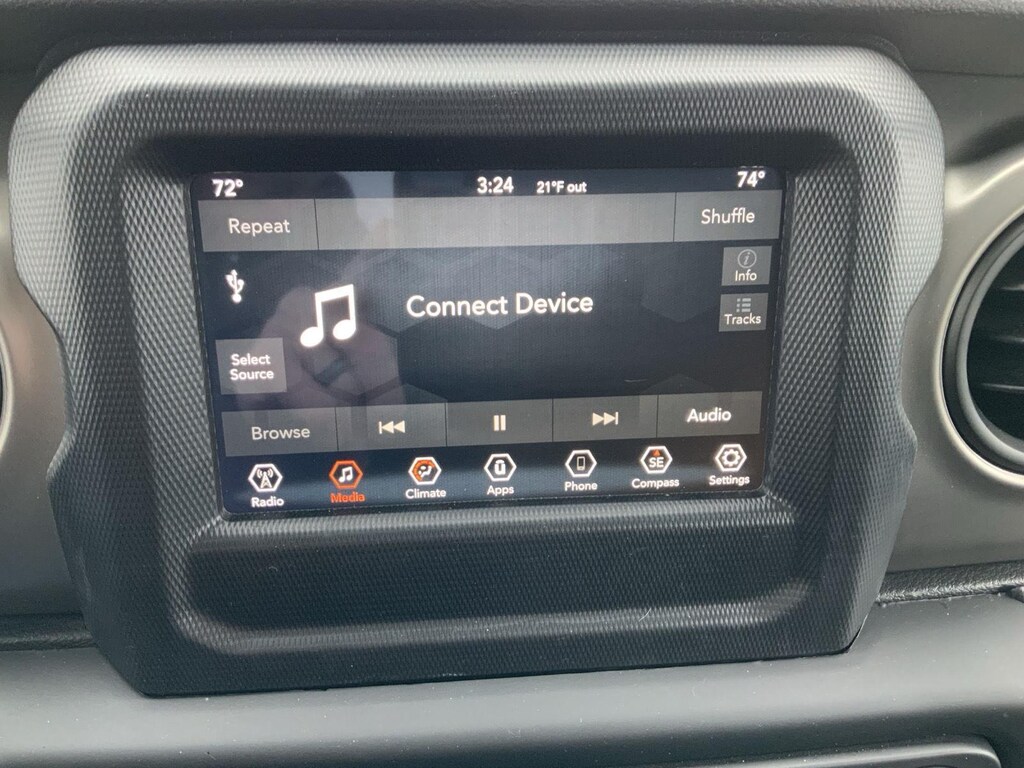 72° 3:24 21°F out 74°
Repeat Shuffle
Info
Connect Device
Tracks
Select
Source
Browse Audio
Radio Media Climate Apps Phone SE Compass Settings